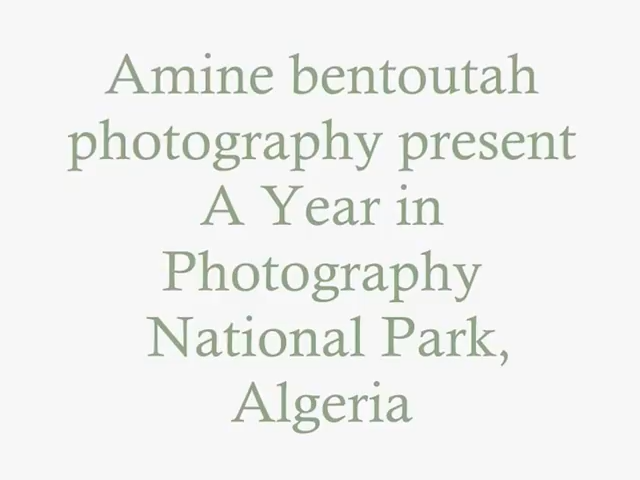 Amine bentoutah
photography present
A Year in
Photography
National Park,
Algeria